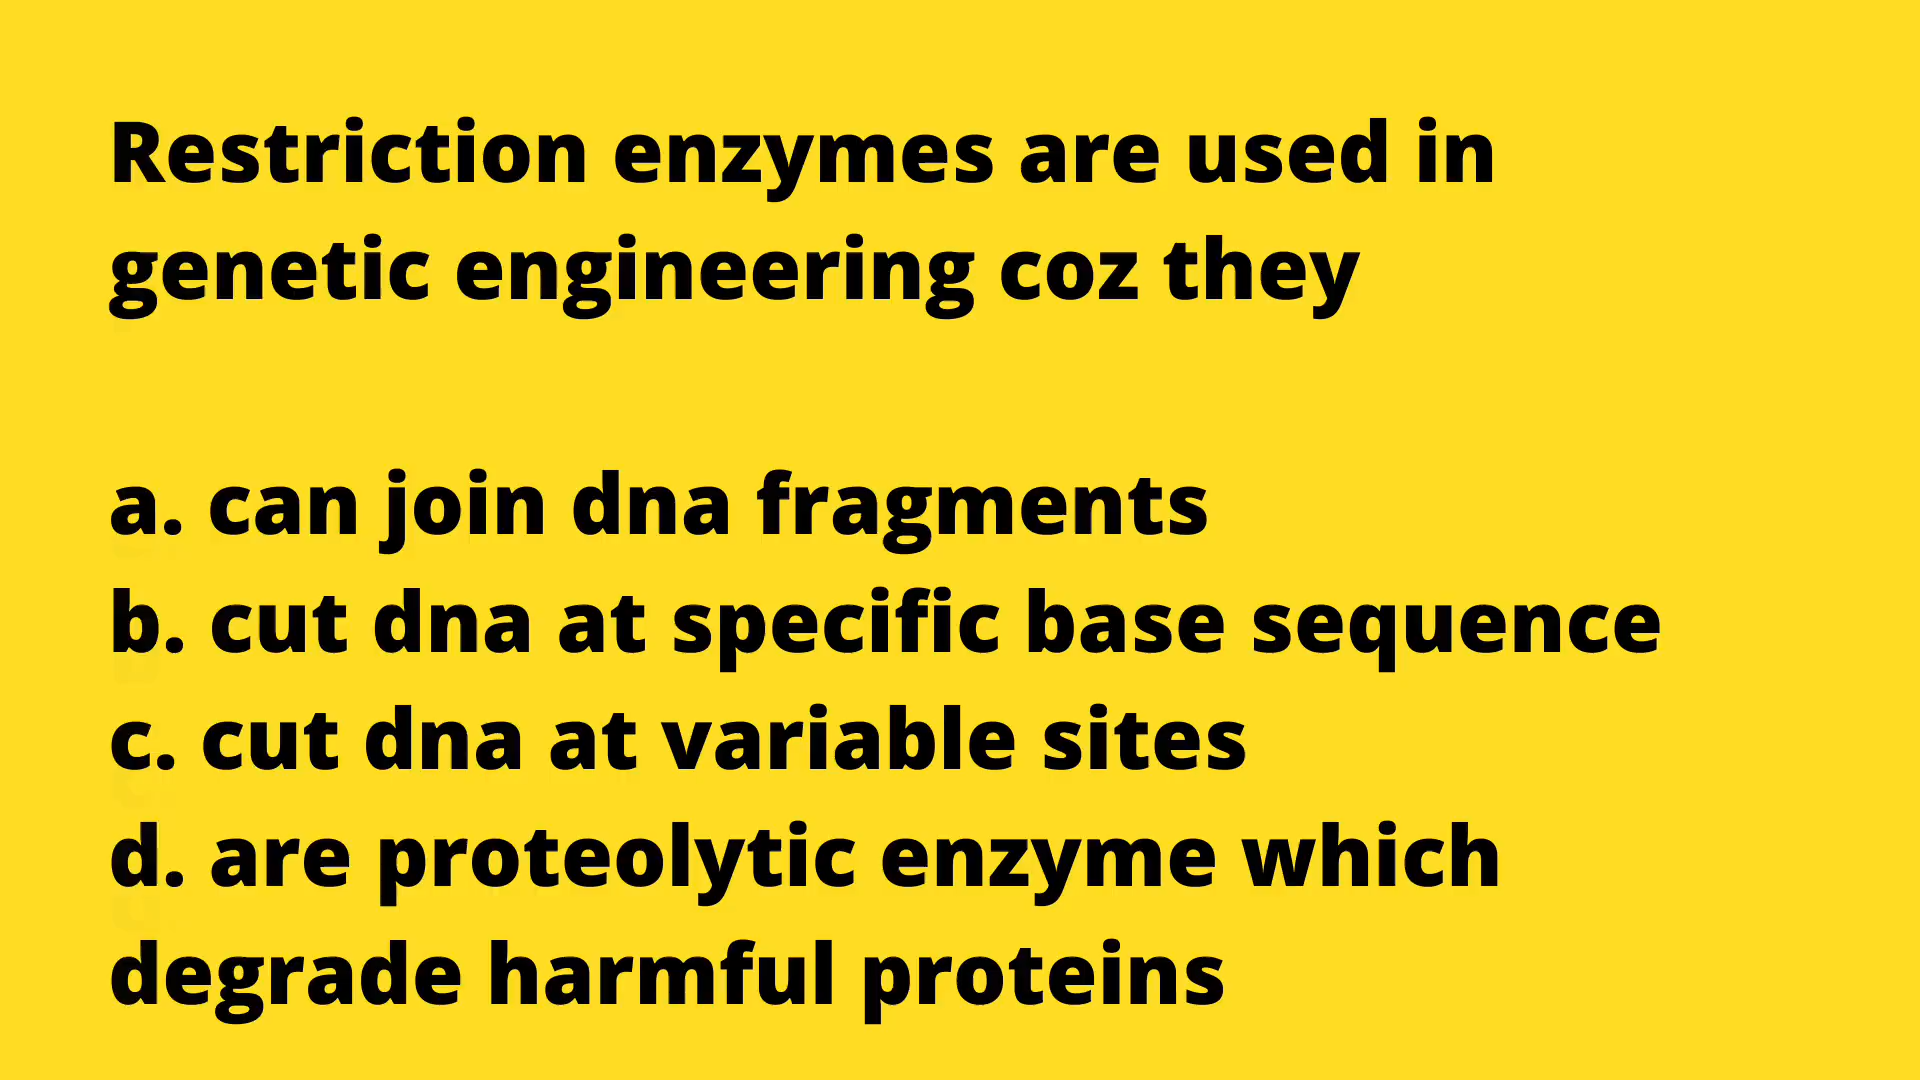 Restriction enzymes are used in
genetic engineering coz they
a. can join dna fragments
b. cut dna at specific base sequence
c. cut dna at variable sites
d. are proteolytic enzyme which
degrade harmful proteins